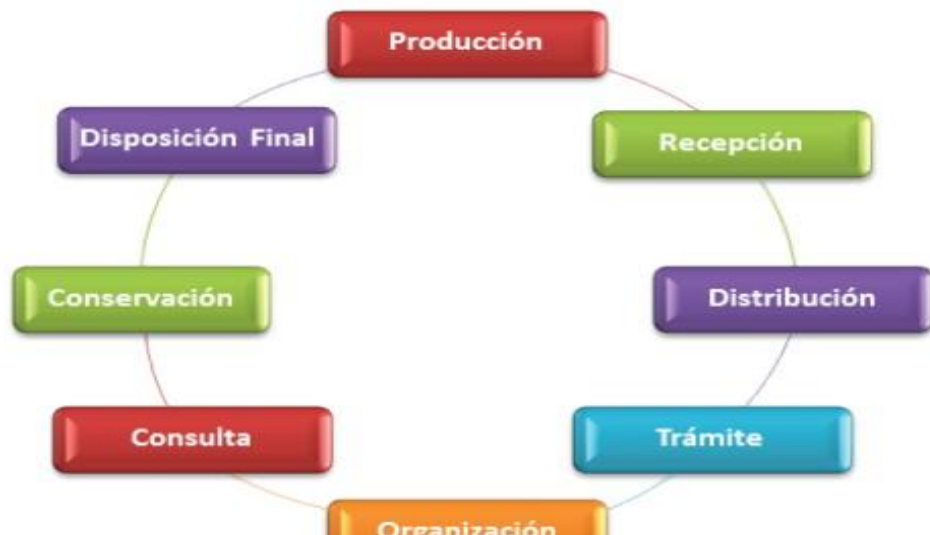 Producción
Recepción
Distribución
Trámite
Organización
Consulta
Conservación
Disposición Final